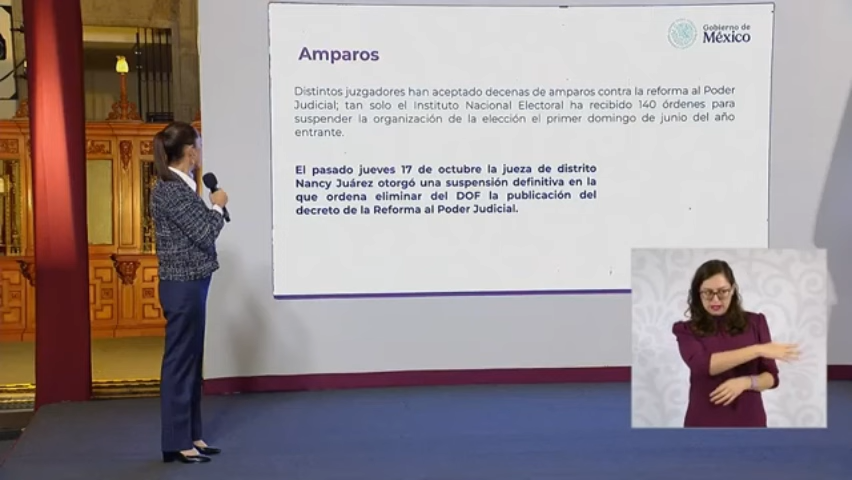 Gobierno de
México
Amparos
Distintos juzgadores han aceptado decenas de amparos contra la reforma al Poder
Judicial; tan solo el Instituto Nacional Electoral ha recibido 140 órdenes para
suspender la organización de la elección el primer domingo de junio del año
entrante.
El pasado jueves 17 de octubre la jueza de distrito
Nancy Juárez otorgó una suspensión definitiva en la
que ordena eliminar del DOF la publicación del
decreto de la Reforma al Poder Judicial.